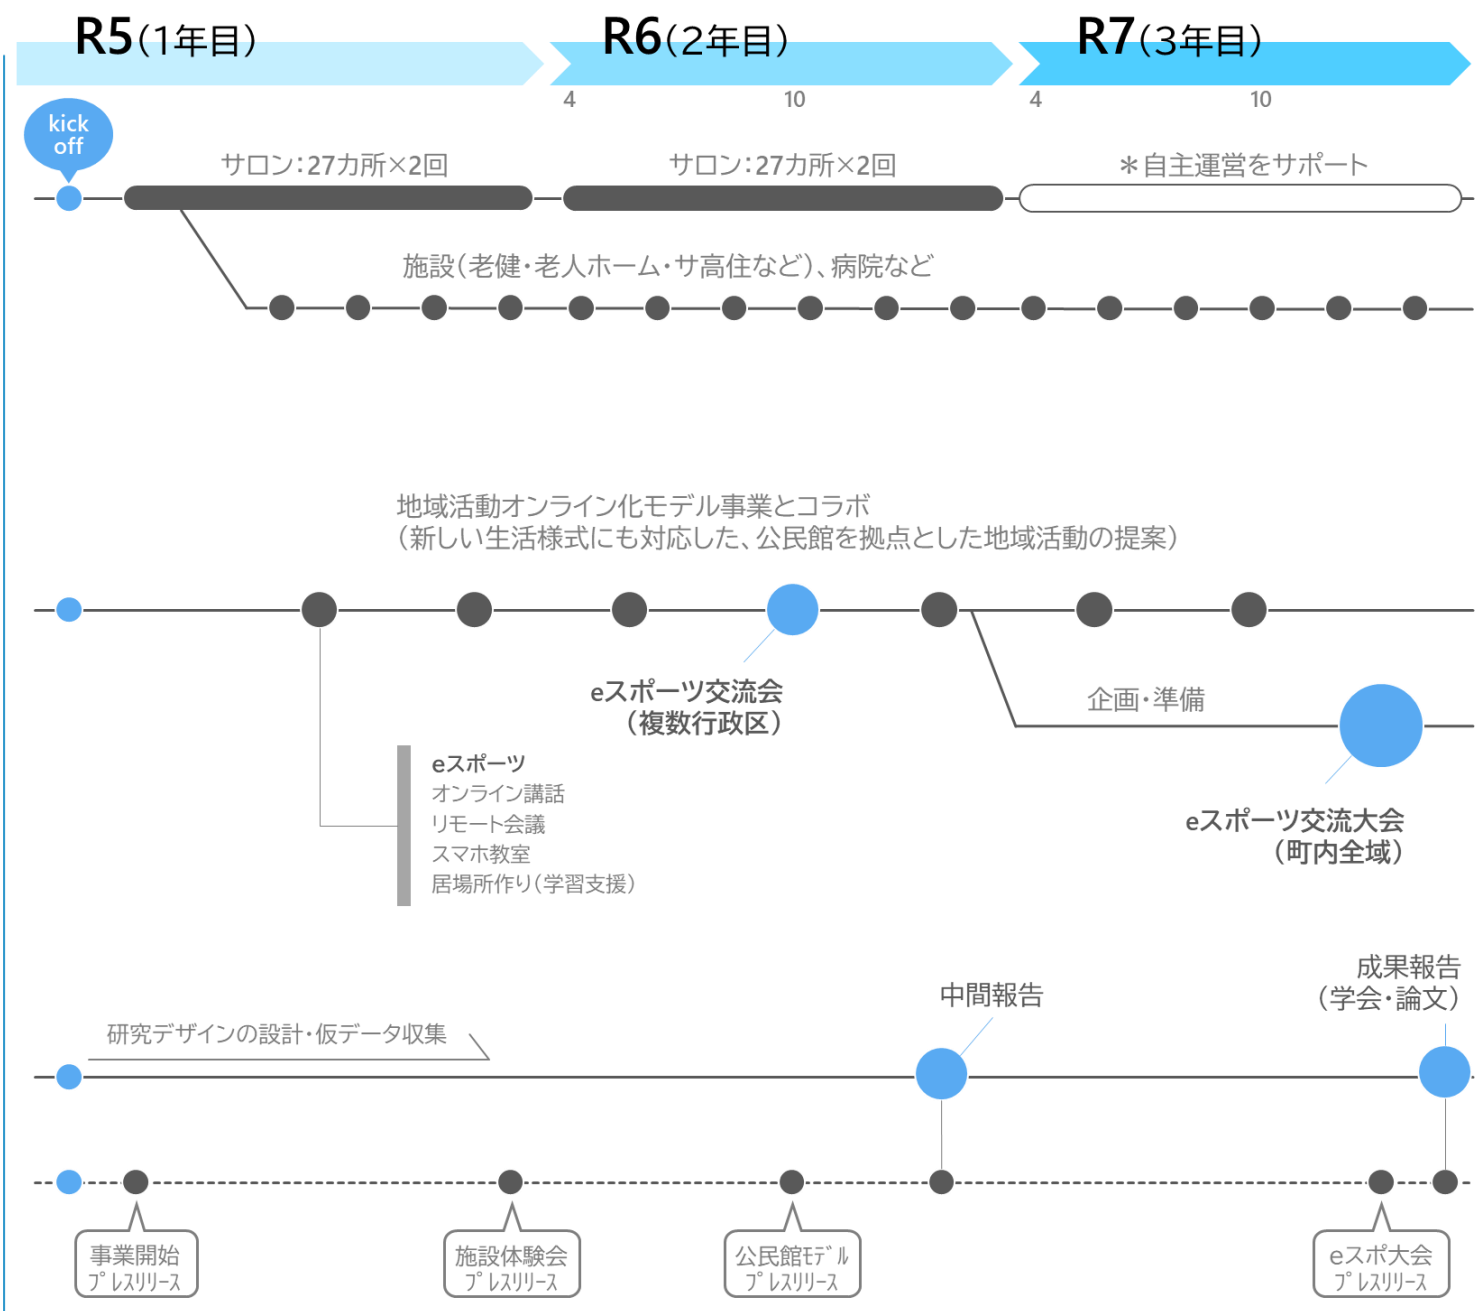 R5（1年目）
R6（2年目）
R7（3年目）
4
10
4
10
kick
off
サロン：27カ所×2回
サロン：27カ所×2回
＊自主運営をサポート
施設（老健・老人ホーム・サ高住など）、病院など
地域活動オンライン化モデル事業とコラボ
（新しい生活様式にも対応した、公民館を拠点とした地域活動の提案）
eスポーツ交流会
（複数行政区）
企画・準備
eスポーツ
オンライン講話
リモート会議
スマホ教室
居場所作り（学習支援）
eスポーツ交流大会
（町内全域）
中間報告
成果報告
（学会・論文）
研究デザインの設計・仮データ収集
事業開始
プレスリリース
施設体験会
プレスリリース
公民館モデル
プレスリリース
eスポ大会
プレスリリース